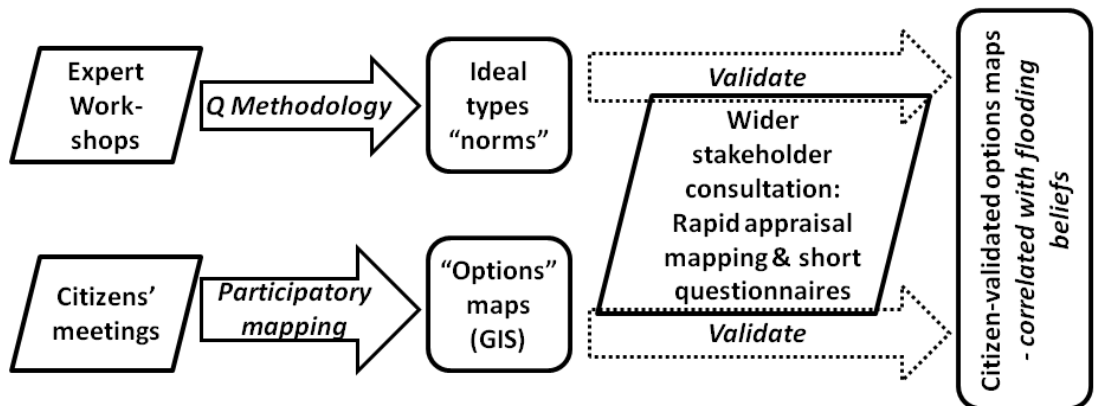 Expert
Work-
shops
Q Methodology
Ideal
types
“norms”
Validate
Wider
stakeholder
consultation:
Rapid appraisal
mapping & short
questionnaires
Citizens’
meetings
Participatory
mapping
“Options”
maps
(GIS)
Validate
Citizen-validated options maps
- correlated with flooding
beliefs